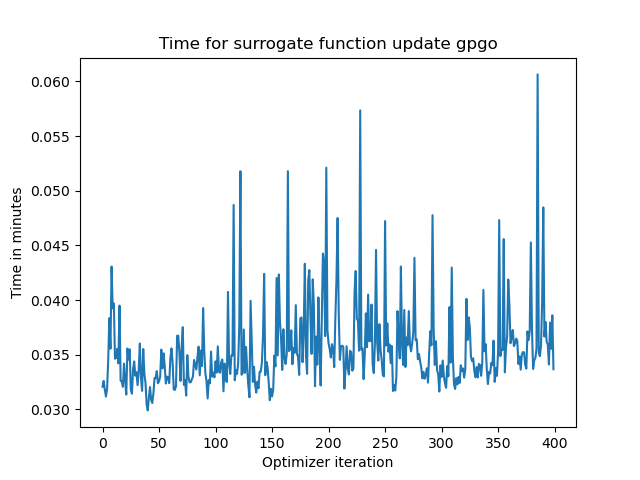 Time for surrogate function update gpgo
0.060
0.055
0.050
0.045
0.040
0.035
0.030
Time in minutes
0 50 100 150 200 250 300 350 400
Optimizer iteration